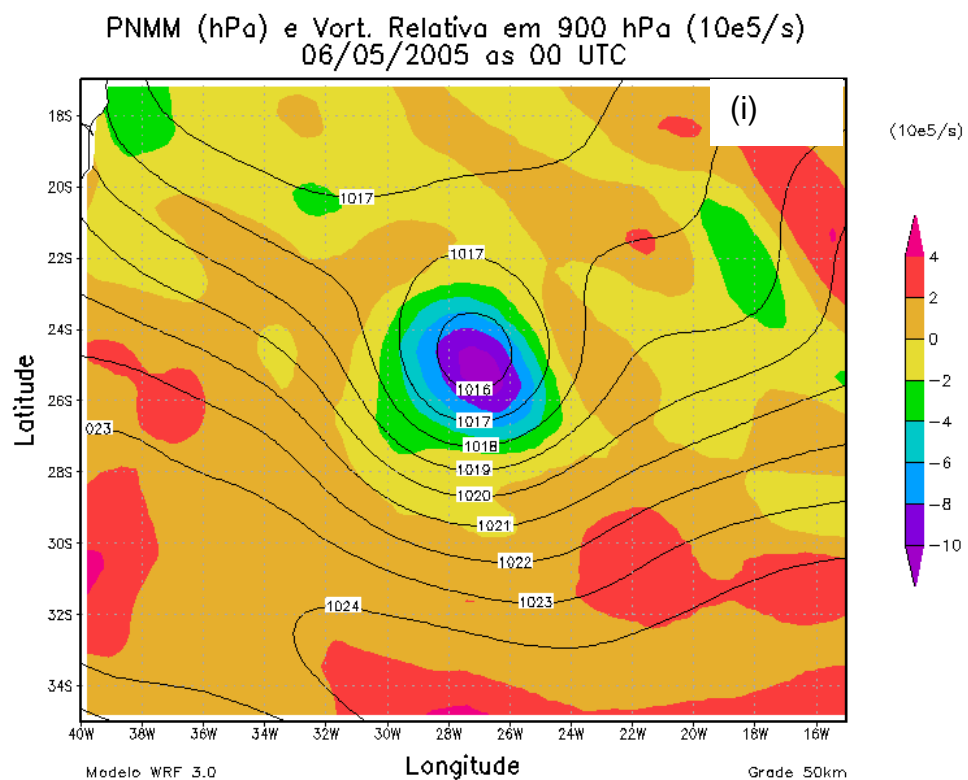 PNMM (hPa) e Vort. Relativa em 900 hPa (10e5/s)
06/05/2005 as 00 UTC
(i)
(10e5/s)
18S
20S
22S
24S
26S
28S
30S
32S
34S
Latitude
1017
1017
1016
1017
1018
1019
1020
1021
1022
1023
1024
023
4
2
0
−2
−4
−6
−8
−10
40W 38W 36W 34W 32W 30W 28W 26W 24W 22W 20W 18W 16W
Longitude
Modelo WRF 3.0
Grade 50km